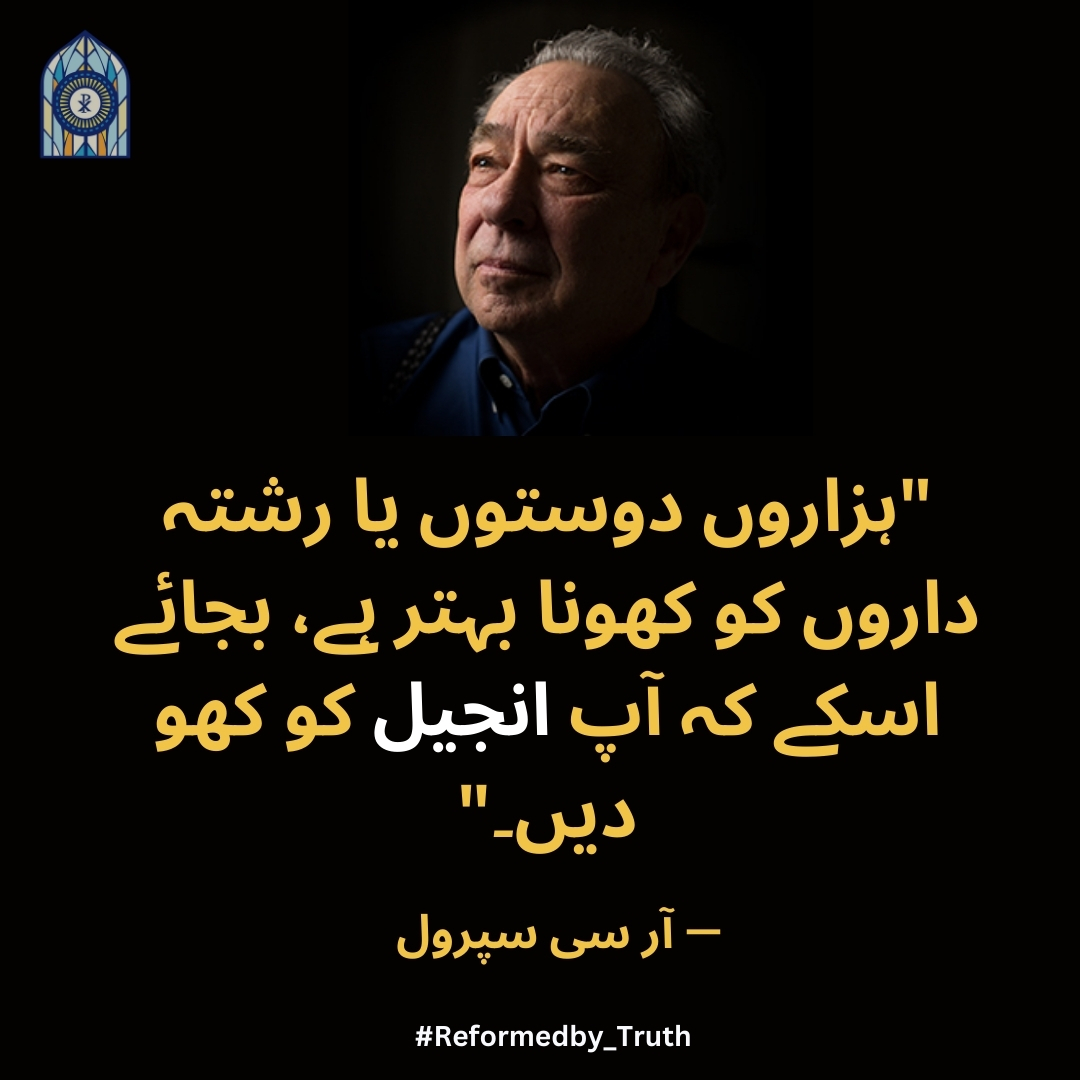 "ہزاروں دوستوں یا رشتہ
داروں کو کھونا بہتر ہے، بجائے
اسکے کہ آپ انجیل کو کھو
دیں۔"
— آر سی سپرول
#Reformedby_Truth